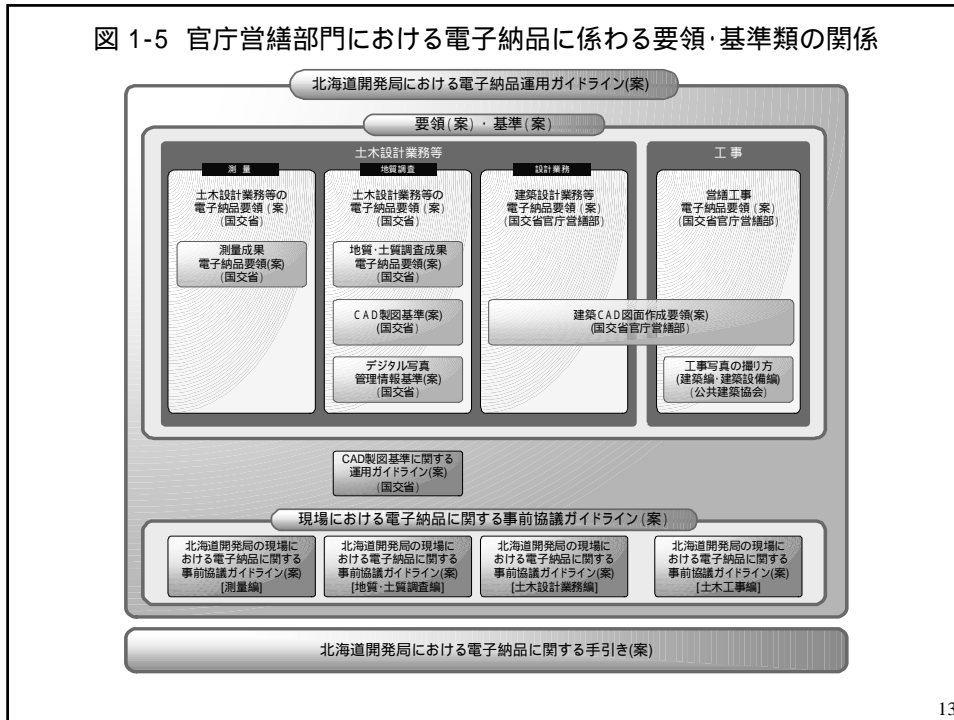 図 1-5 官庁営繕部門における電子納品に係わる要領･基準類の関係
北海道開発局における電子納品運用ガイドライン(案)
要領(案)・基準(案)
土木設計業務等
工事
測 量
土木設計業務等の
電子納品要領(案)
(国交省)
測量成果
電子納品要領(案)
(国交省)
地質調査
土木設計業務等の
電子納品要領(案)
(国交省)
地質･土質調査成果
電子納品要領(案)
(国交省)
CAD製図基準(案)
(国交省)
デジタル写真
管理情報基準(案)
(国交省)
設計業務
建築設計業務等
電子納品要領(案)
(国交省官庁営繕部)
営繕工事
電子納品要領(案)
(国交省官庁営繕部)
建築CAD図面作成要領(案)
(国交省官庁営繕部)
工事写真の撮り方
(建築編･建築設備編)
(公共建築協会)
CAD製図基準に関する
運用ガイドライン(案)
(国交省)
現場における電子納品に関する事前協議ガイドライン(案)
北海道開発局の現場に
おける電子納品に関する
事前協議ガイドライン(案)
[測量編]
北海道開発局の現場に
おける電子納品に関する
事前協議ガイドライン(案)
[地質･土質調査編]
北海道開発局の現場に
おける電子納品に関する
事前協議ガイドライン(案)
[土木設計業務編]
北海道開発局の現場に
おける電子納品に関する
事前協議ガイドライン(案)
[土木工事編]
北海道開発局における電子納品に関する手引き(案)
13